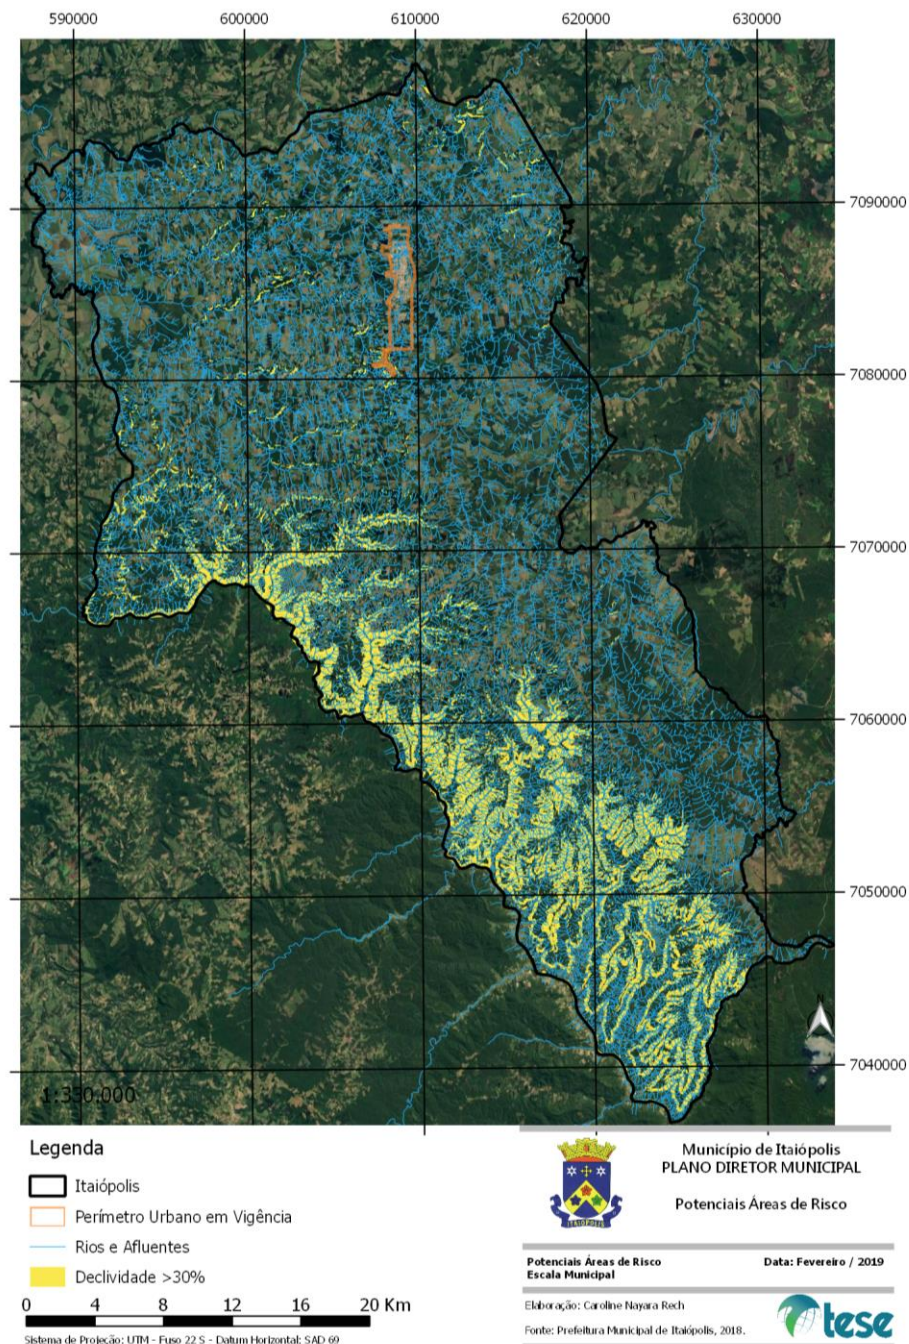 590000 600000 610000 620000 630000
7090000
7080000
7070000
7060000
7050000
7040000
1:350.000
Legenda
Itaiópolis
Perímetro Urbano em Vigência
Rios e Afluentes
Declividade >30%
0 4 8 12 16 20 Km
Sistema de Projeção: UTM - Fuso 22 S - Datum Horizontal: SAD 69
ITAIÓPOLIS
Município de Itaiópolis
PLANO DIRETOR MUNICIPAL
Potenciais Áreas de Risco
Potenciais Áreas de Risco
Escala Municipal
Data: Fevereiro / 2019
Elaboração: Caroline Nayara Rech
Fonte: Prefeitura Municipal de Itaiópolis, 2018.
tese